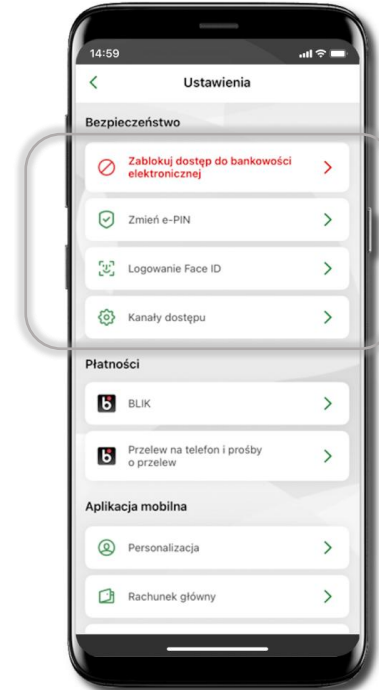 14:59
Ustawienia
Bezpieczeństwo
Zablokuj dostęp do bankowości
elektronicznej
Zmień e-PIN
Logowanie Face ID
Kanały dostępu
Płatności
BLIK
Przelew na telefon i prośby
o przelew
Aplikacja mobilna
Personalizacja
Rachunek główny